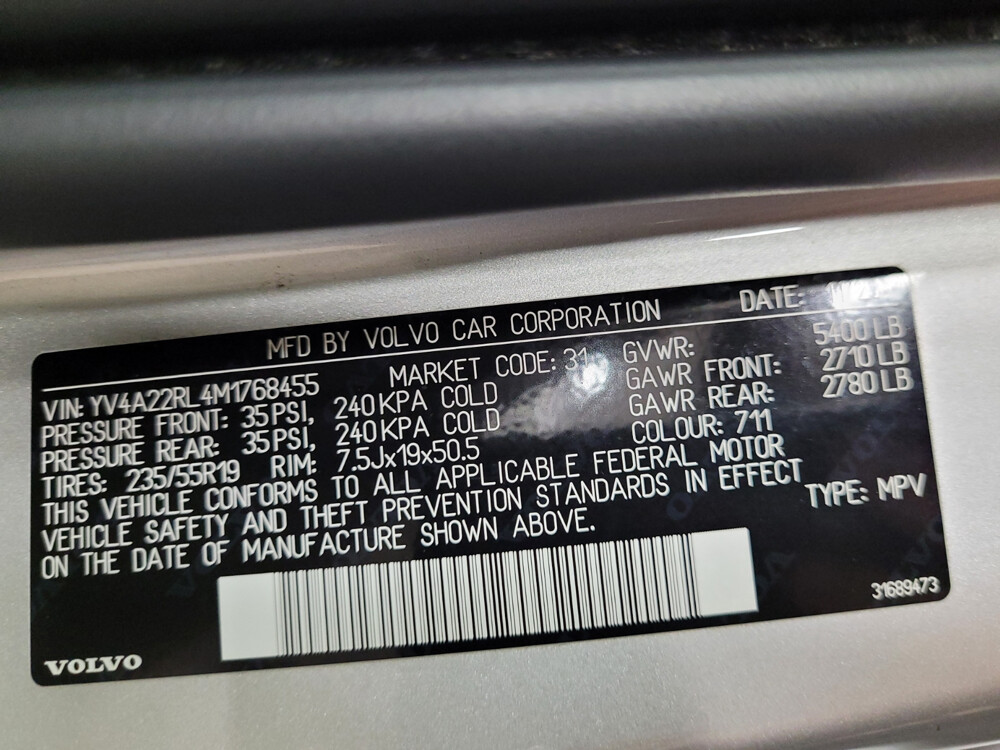 MFD BY VOLVO CAR CORPORATION DATE:
VIN: YV4A22RL4M1768455 MARKET CODE: 31 GVWR: 5400 LB
PRESSURE FRONT: 35 PSI, 240 KPA COLD GAWR FRONT: 2710 LB
PRESSURE REAR: 35 PSI, 240 KPA COLD GAWR REAR: 2780 LB
TIRES: 235/55R19 RIM: 7.5Jx19x50.5 COLOUR: 711
THIS VEHICLE CONFORMS TO ALL APPLICABLE FEDERAL MOTOR
VEHICLE SAFETY AND THEFT PREVENTION STANDARDS IN EFFECT
ON THE DATE OF MANUFACTURE SHOWN ABOVE. TYPE: MPV
31689473
VOLVO